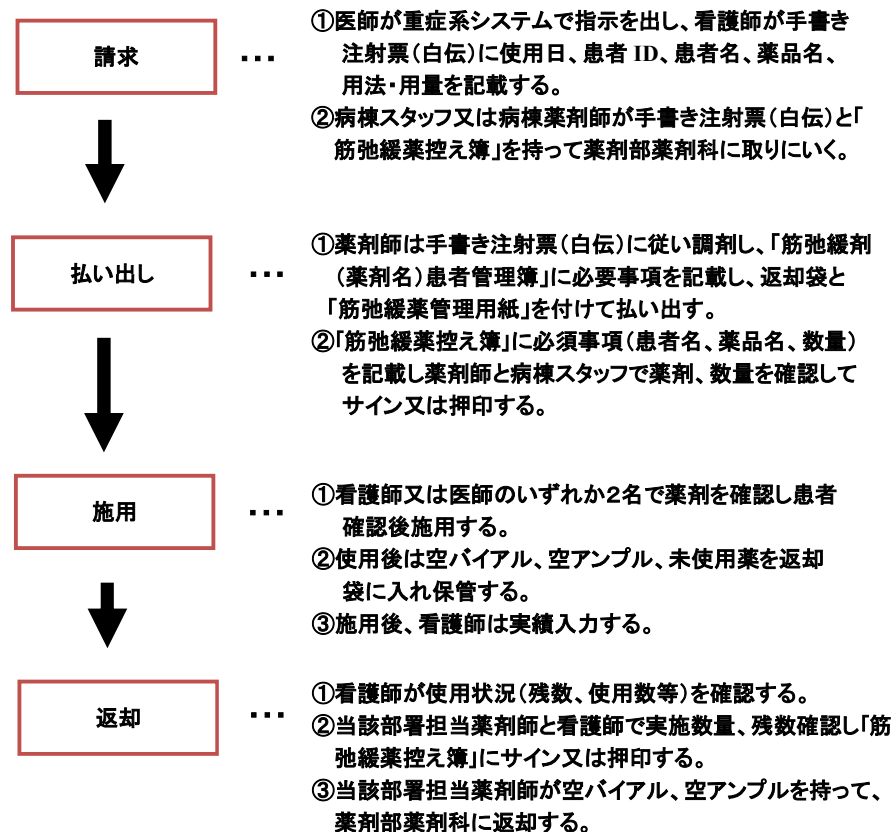 請求 … ①医師が重症系システムで指示を出し、看護師が手書き
注射票(白伝)に使用日、患者 ID、患者名、薬品名、
用法・用量を記載する。
②病棟スタッフ又は病棟薬剤師が手書き注射票(白伝)と「
筋弛緩薬控え簿」を持って薬剤部薬剤科に取りにいく。
払い出し … ①薬剤師は手書き注射票(白伝)に従い調剤し、「筋弛緩剤
(薬剤名)患者管理簿」に必要事項を記載し、返却袋と
「筋弛緩薬管理用紙」を付けて払い出す。
②「筋弛緩薬控え簿」に必須事項(患者名、薬品名、数量)
を記載し薬剤師と病棟スタッフで薬剤、数量を確認して
サイン又は押印する。
施用 … ①看護師又は医師のいずれか2名で薬剤を確認し患者
確認後施用する。
②使用後は空バイアル、空アンプル、未使用薬を返却
袋に入れ保管する。
③施用後、看護師は実績入力する。
返却 … ①看護師が使用状況(残数、使用数等)を確認する。
②当該部署担当薬剤師と看護師で実施数量、残数確認し「筋
弛緩薬控え簿」にサイン又は押印する。
③当該部署担当薬剤師が空バイアル、空アンプルを持って、
薬剤部薬剤科に返却する。